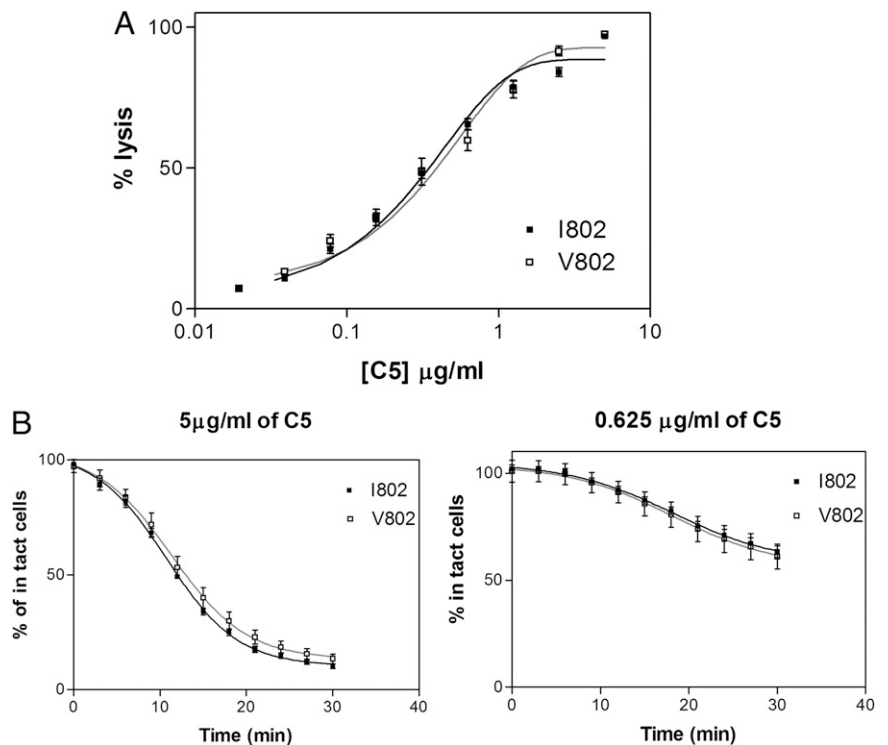 A
100
50
0
% lysis
I802
V802
0.01
0.1
1
10
[C5] µg/ml
B
5µg/ml of C5
100
50
0
% of in tact cells
I802
V802
0
10
20
30
40
Time (min)
0.625 µg/ml of C5
100
50
0
% in tact cells
I802
V802
0
10
20
30
40
Time (min)